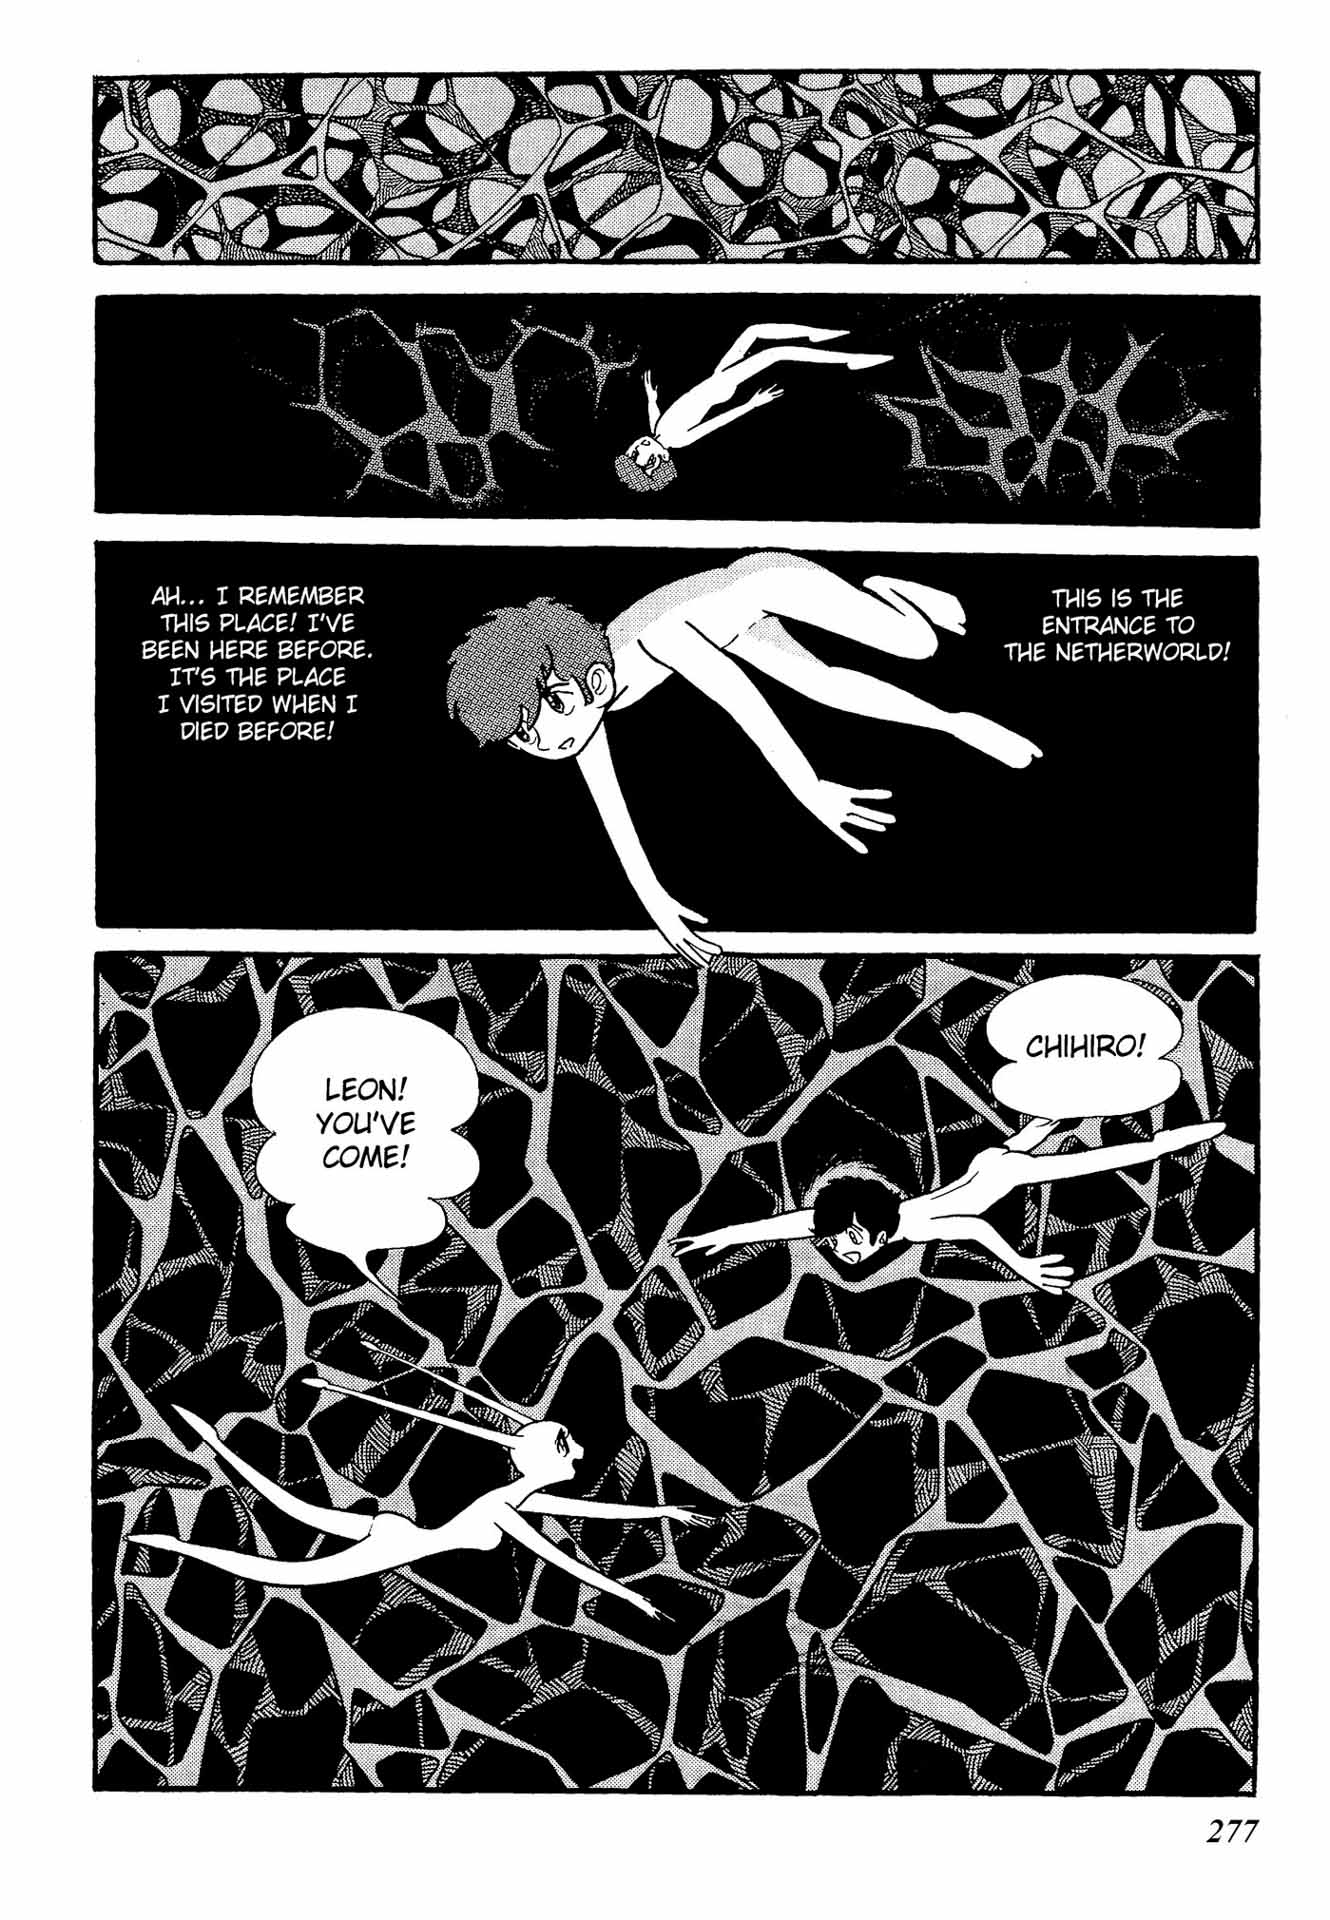 AH... I REMEMBER
THIS PLACE! I'VE
BEEN HERE BEFORE.
IT'S THE PLACE
I VISITED WHEN I
DIED BEFORE!
THIS IS THE
ENTRANCE TO
THE NETHERWORLD!
LEON!
YOU'VE
COME!
CHIHIRO!
277